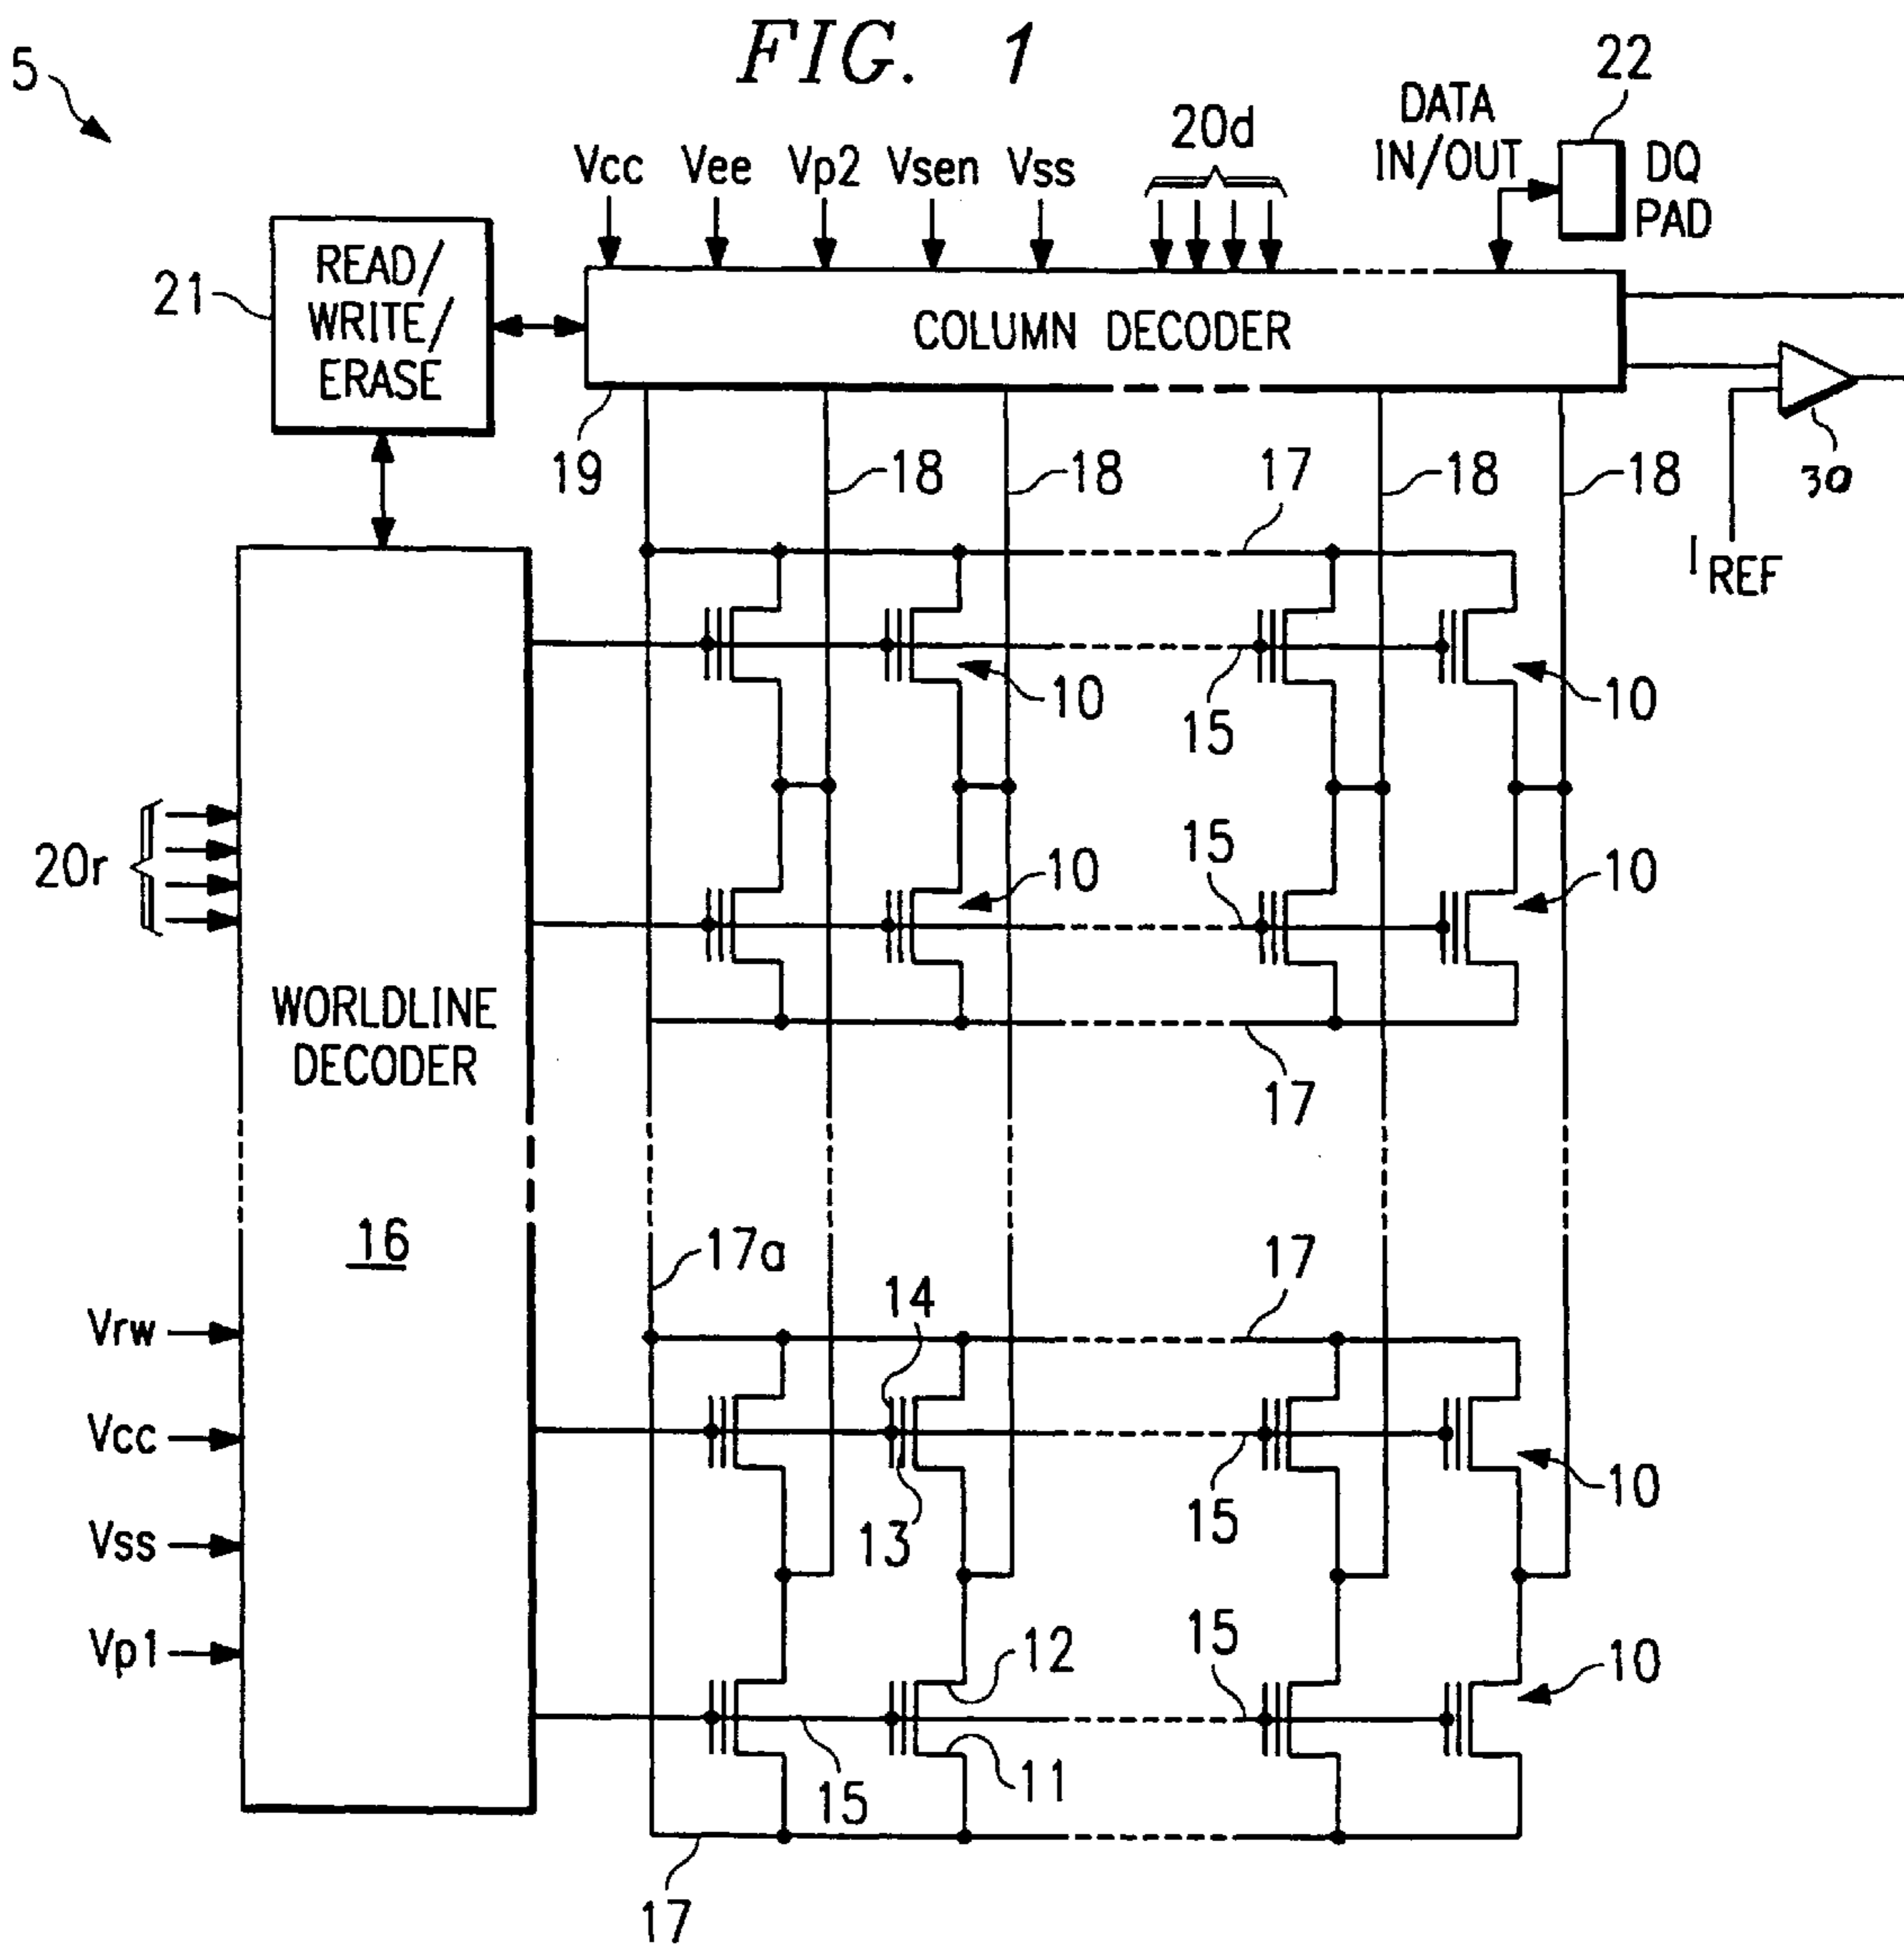 FIG. 1
5
22
DATA
IN/OUT
DQ
PAD
20d
Vcc Vee Vp2 Vsen Vss
READ/
WRITE/
ERASE
21
COLUMN DECODER
19
18
18
17
18
18
30
IREF
10
15
10
15
10
10
20r
WORLDLINE
DECODER
16
17
17a
17
14
Vrw
Vcc
Vss
Vp1
13
15
10
12
15
10
15
11
17